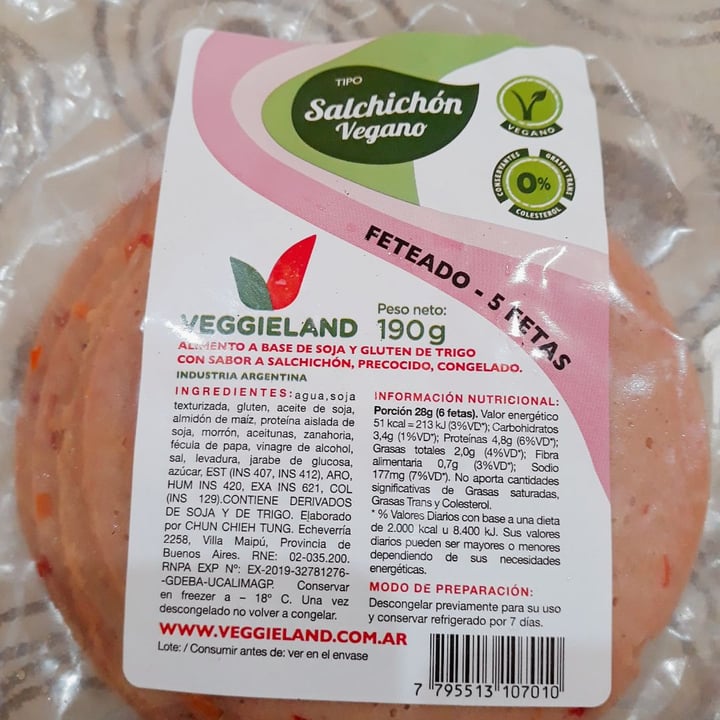 TIPO
Salchichón
Vegano
VEGANO
CONSERVANTES
GRASAS TRANS
0%
COLESTEROL
FETEADO - 5 FETAS
VEGGIELAND
Peso neto:
190g
ALIMENTO A BASE DE SOJA Y GLUTEN DE TRIGO
CON SABOR A SALCHICHÓN, PRECOCIDO, CONGELADO.
INDUSTRIA ARGENTINA
INGREDIENTES: agua, soja
texturizada, gluten, aceite de soja,
almidón de maíz, proteína aislada de
soja, morrón, aceitunas, zanahoria,
fécula de papa, vinagre de alcohol,
sal, levadura, jarabe de glucosa,
azúcar, EST (INS 407, INS 412), ARO,
HUM INS 420, EXA INS 621, COL
(INS 129).CONTIENE DERIVADOS
DE SOJA Y DE TRIGO. Elaborado
por CHUN CHIEH TUNG. Echeverría
2258, Villa Maipú, Provincia de
Buenos Aires. RNE: 02-035.200.
RNPA EXP Nº: EX-2019-32781276-
-GDEBA-UCALIMAGP. Conservar
en freezer a – 18º C. Una vez
descongelado no volver a congelar.
INFORMACIÓN NUTRICIONAL:
Porción 28g (6 fetas). Valor energético
51 kcal = 213 kJ (3%VD*); Carbohidratos
3,4g (1%VD*); Proteínas 4,8g (6%VD*);
Grasas totales 2,0g (4%VD*); Fibra
alimentaria 0,7g (3%VD*); Sodio
177mg (7%VD*). No aporta cantidades
significativas de Grasas saturadas,
Grasas Trans y Colesterol.
* % Valores Diarios con base a una dieta
de 2.000 kcal u 8.400 kJ. Sus valores
diarios pueden ser mayores o menores
dependiendo de sus necesidades
energéticas.
MODO DE PREPARACIÓN:
Descongelar previamente para su uso
y conservar refrigerado por 7 días.
WWW.VEGGIELAND.COM.AR
Lote: / Consumir antes de: ver en el envase
7 795513 107010